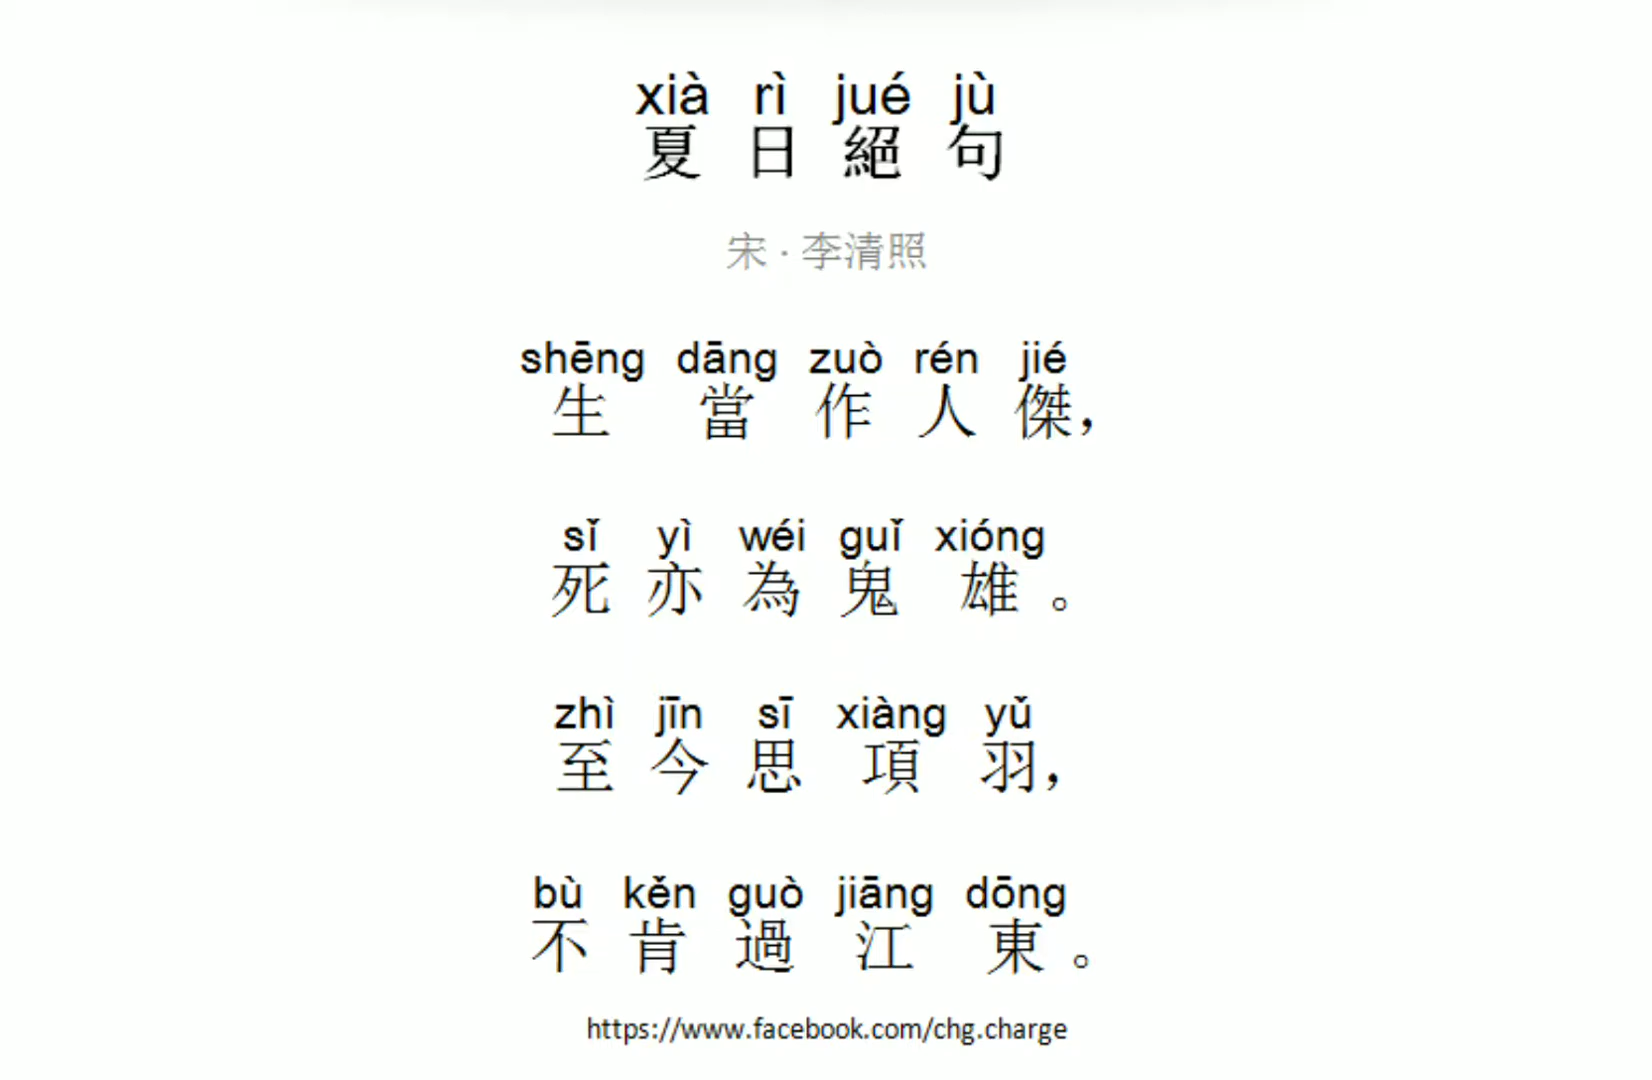 xià rì jué jù
夏日絕句
宋·李清照
shēng dāng zuò rén jié
生當作人傑，
sǐ yì wéi guǐ xióng
死亦為鬼雄。
zhì jīn sī xiàng yǔ
至今思項羽，
bù kěn guò jiāng dōng
不肯過江東。
https://www.facebook.com/chg.charge